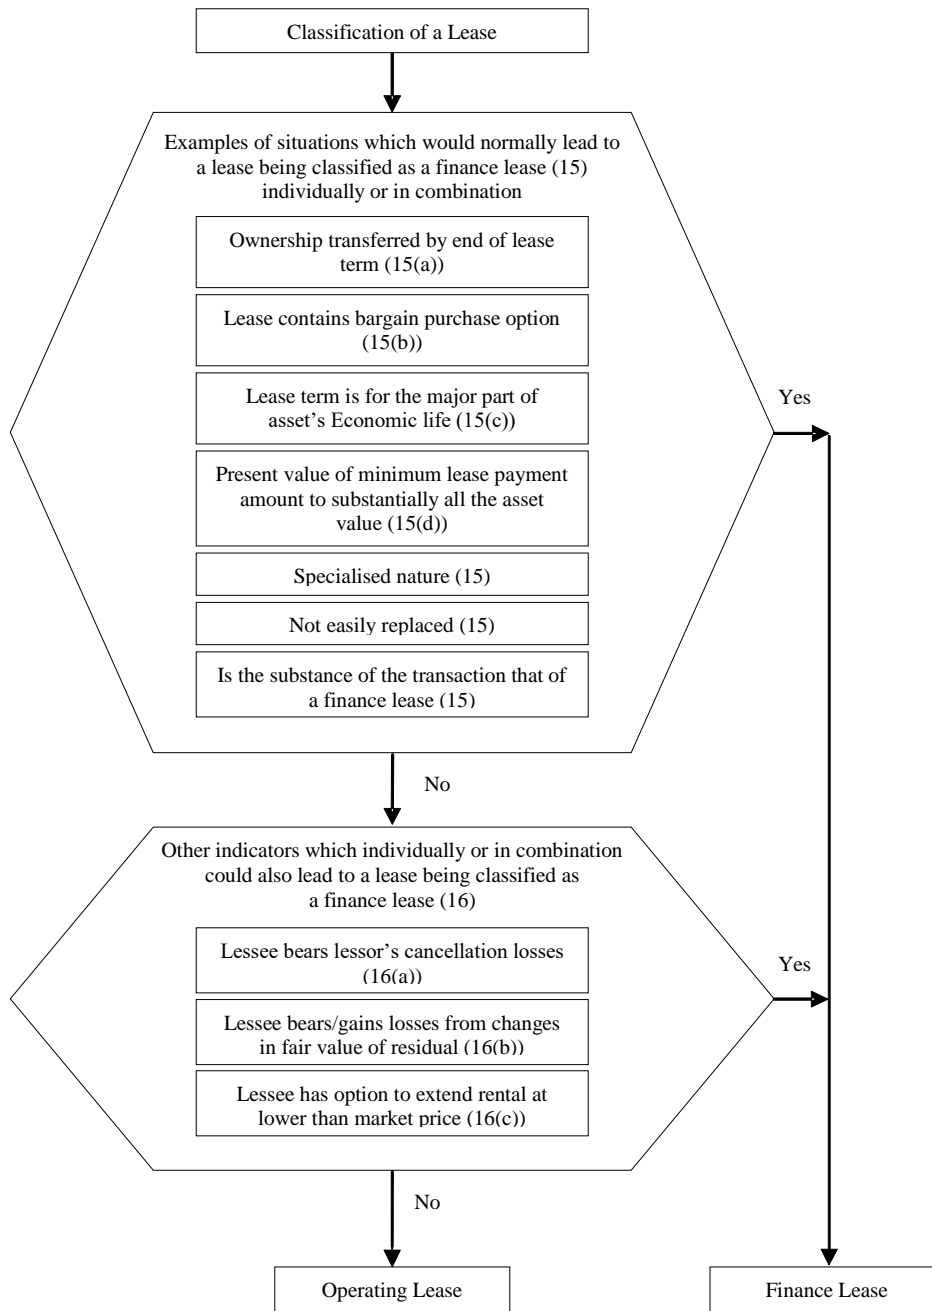 Classification of a Lease
Examples of situations which would normally lead to
a lease being classified as a finance lease (15)
individually or in combination
Ownership transferred by end of lease
term (15(a))
Lease contains bargain purchase option
(15(b))
Lease term is for the major part of
asset's Economic life (15(c))
Yes
Present value of minimum lease payment
amount to substantially all the asset
value (15(d))
Specialised nature (15)
Not easily replaced (15)
Is the substance of the transaction that of
a finance lease (15)
No
Other indicators which individually or in combination
could also lead to a lease being classified as
a finance lease (16)
Lessee bears lessor's cancellation losses
(16(a))
Yes
Lessee bears/gains losses from changes
in fair value of residual (16(b))
Lessee has option to extend rental at
lower than market price (16(c))
No
Operating Lease
Finance Lease